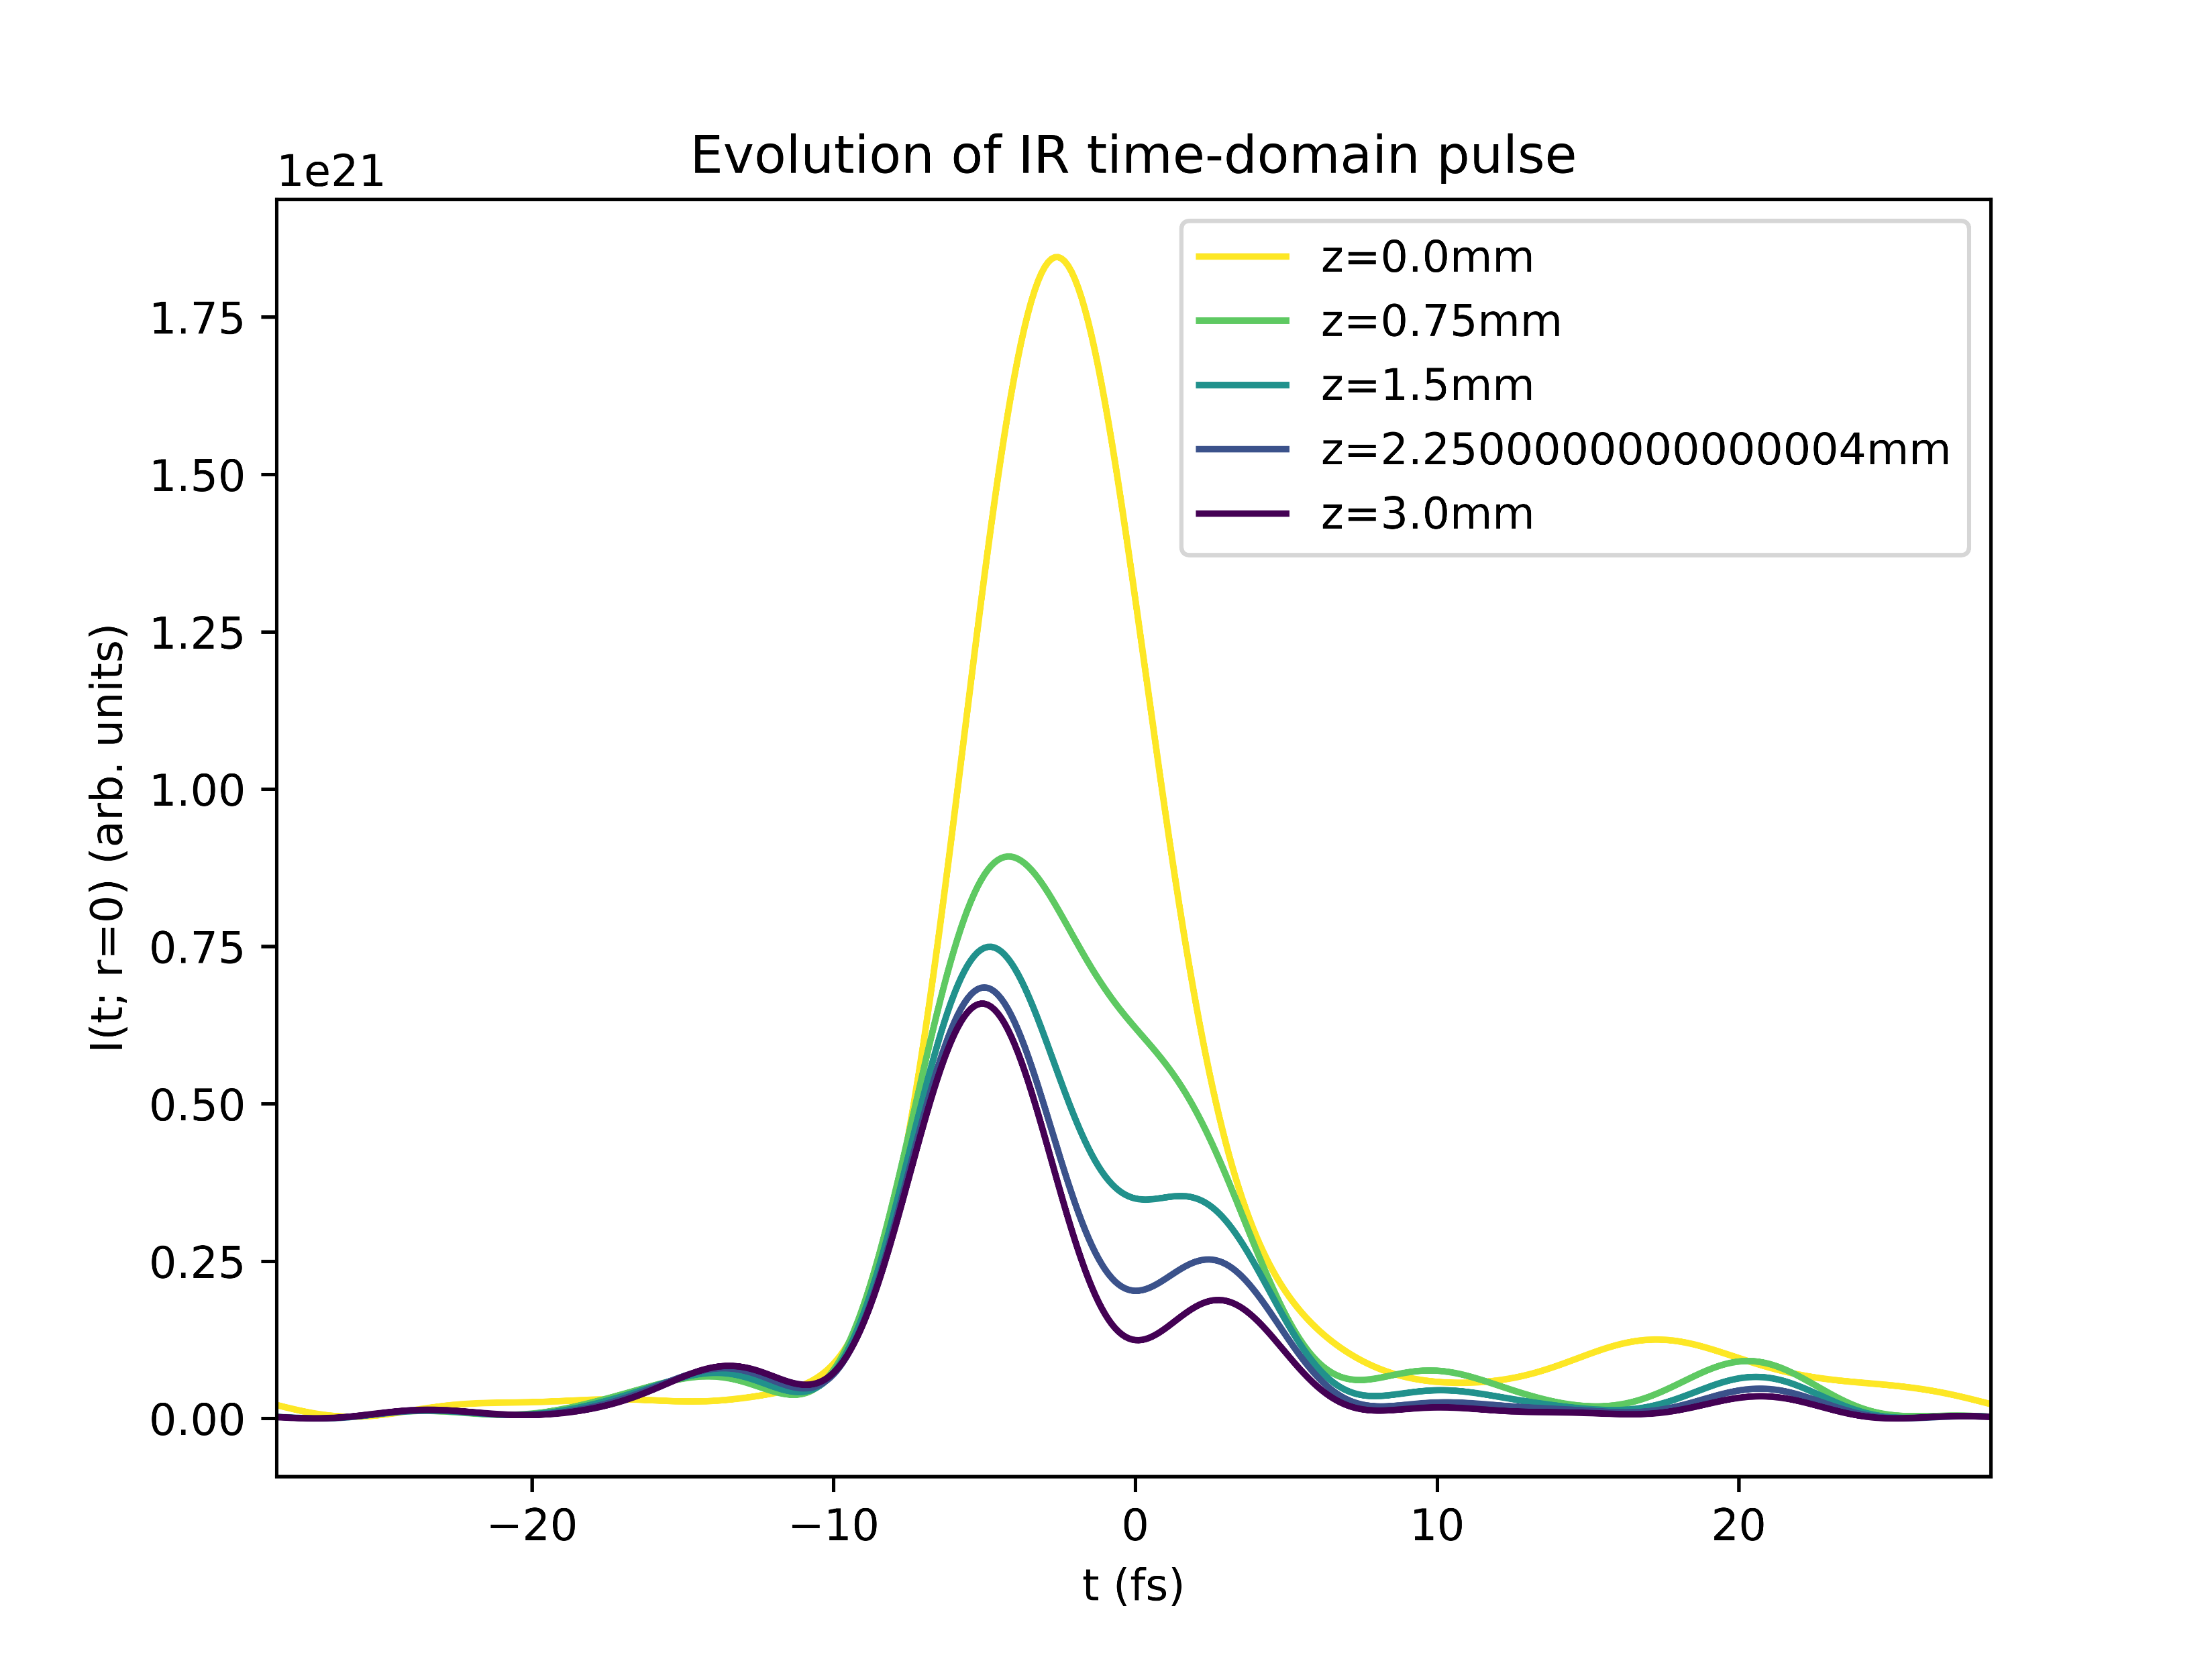 Evolution of IR time-domain pulse
1e21
z=0.0mm
z=0.75mm
z=1.5mm
z=2.2500000000000004mm
z=3.0mm
1.75
1.50
1.25
1.00
0.75
0.50
0.25
0.00
I(t; r=0) (arb. units)
−20 −10 0 10 20
t (fs)